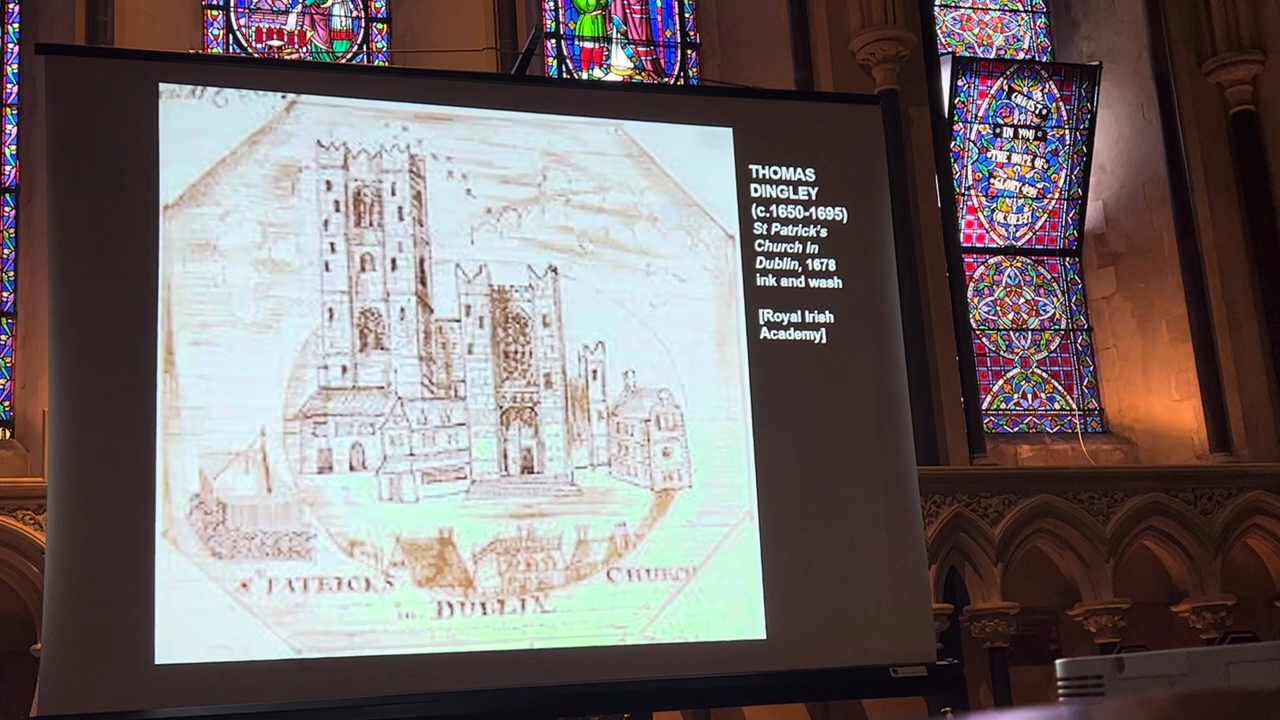 THOMAS
DINGLEY
(c.1650-1695)
St Patrick's
Church in
Dublin, 1678
ink and wash
[Royal Irish
Academy]
St PATRICKS CHURCH
in DUBLIN
CHRIST
IN YOU
THE HOPE OF
GLORY